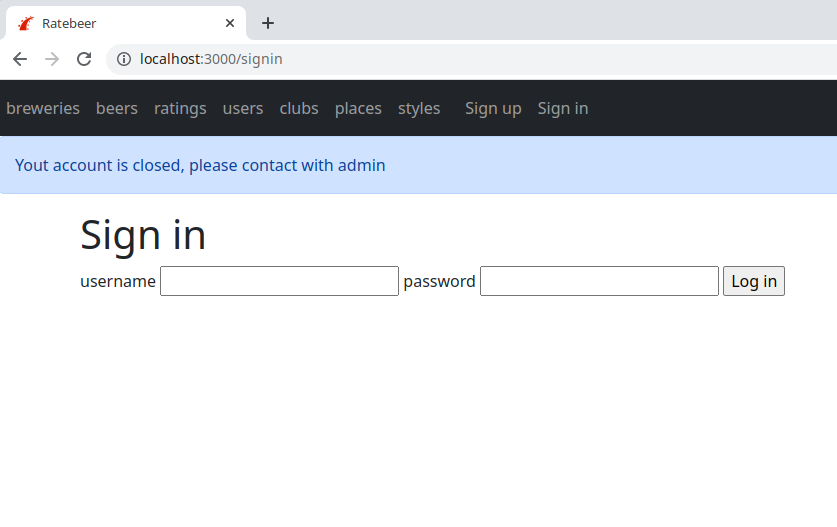 Ratebeer
localhost:3000/signin
breweries beers ratings users clubs places styles Sign up Sign in
Yout account is closed, please contact with admin
Sign in
username password Log in